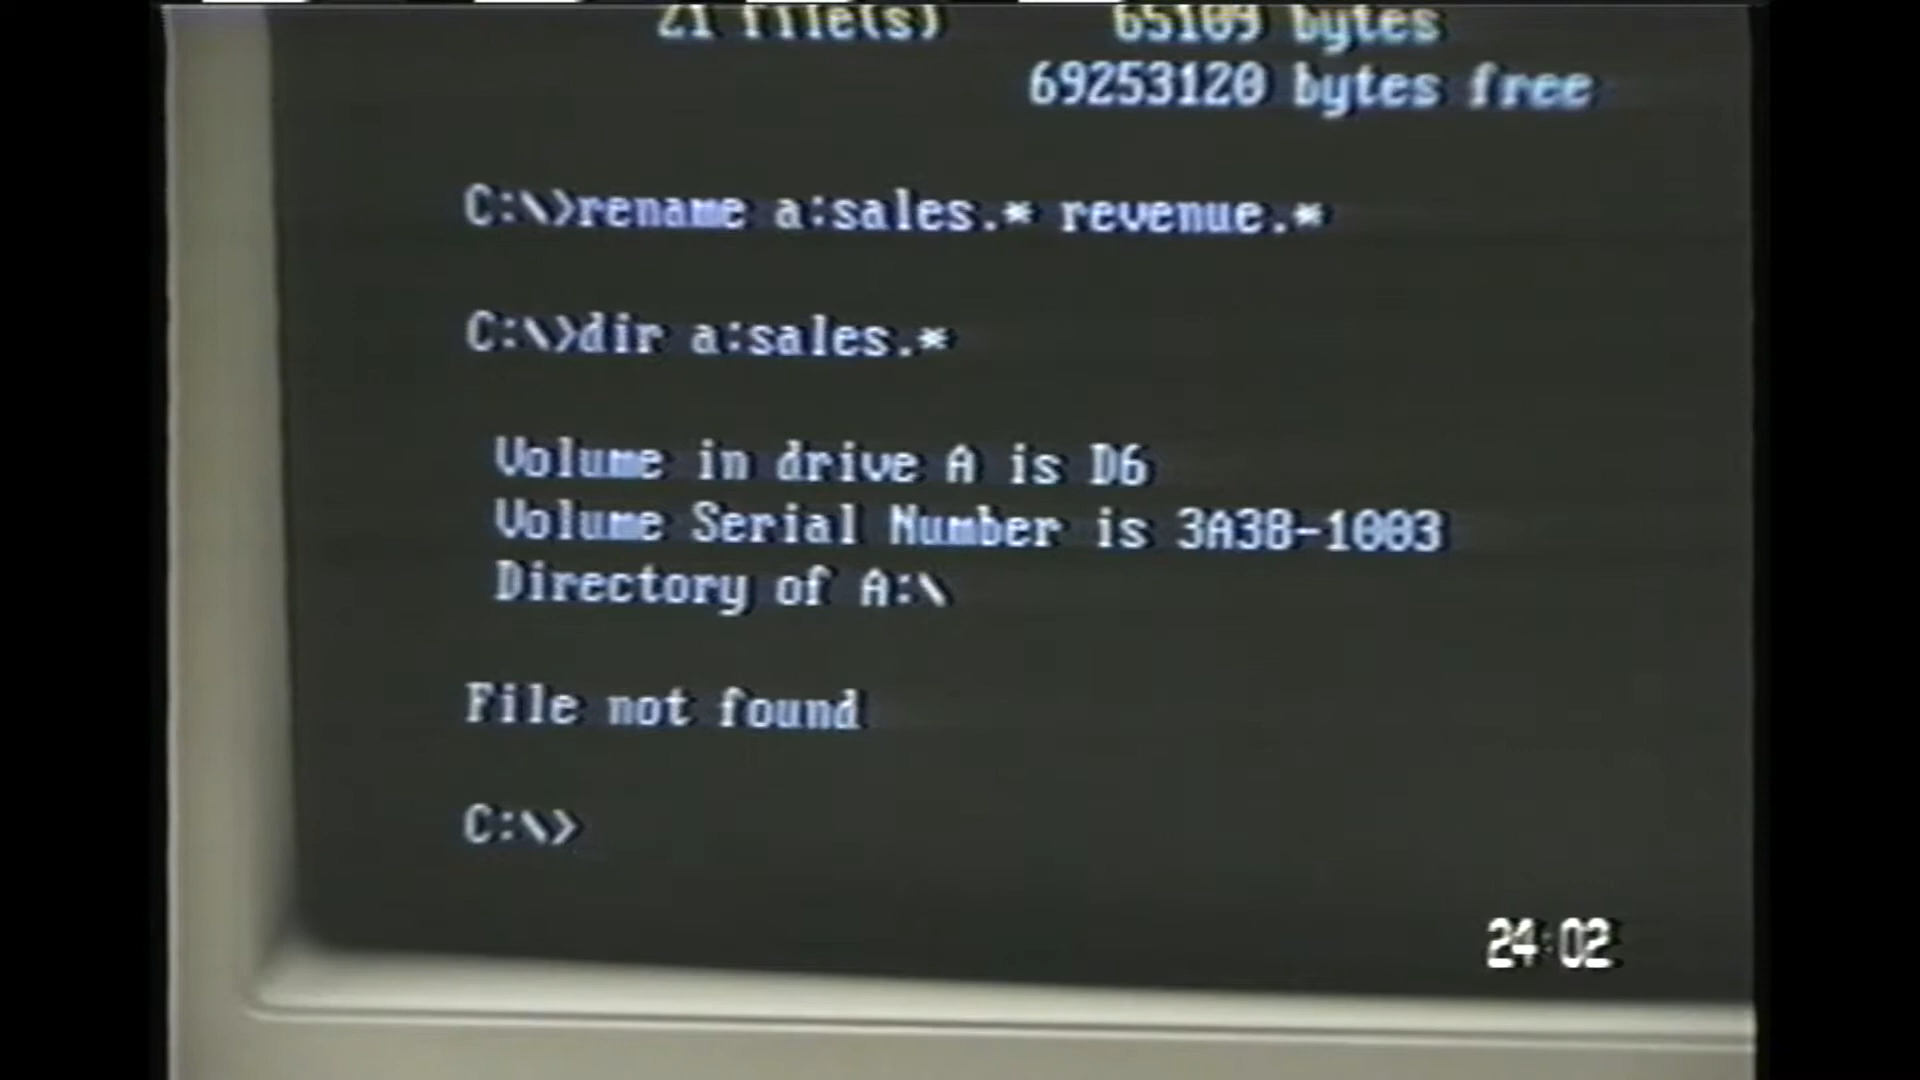 21 file(s) 65109 bytes
69253120 bytes free
C:\>rename a:sales.* revenue.*
C:\>dir a:sales.*
Volume in drive A is D6
Volume Serial Number is 3A3B-1003
Directory of A:\
File not found
C:\>
24:02